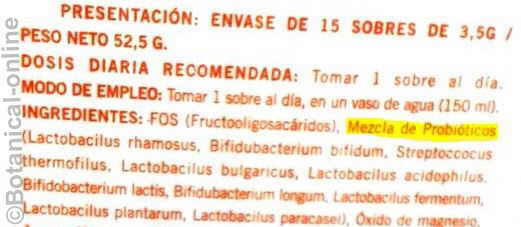 PRESENTACIÓN: ENVASE DE 15 SOBRES DE 3,5G /
PESO NETO 52,5 G.
DOSIS DIARIA RECOMENDADA: Tomar 1 sobre al día.
MODO DE EMPLEO: Tomar 1 sobre al día, en un vaso de agua (150 ml).
INGREDIENTES: FOS (Fructooligosacáridos), Mezcla de Probióticos
(Lactobacilus rhamosus, Bifidubacterium bifidum, Streptoccocus
thermofilus, Lactobacilus bulgaricus, Lactobacilus acidophilus,
Bifidobacterium lactis, Bifidubacterium longum, Lactobacilus fermentum,
Lactobacilus plantarum, Lactobacilus paracasei), Óxido de magnesio,
©Botanical-online